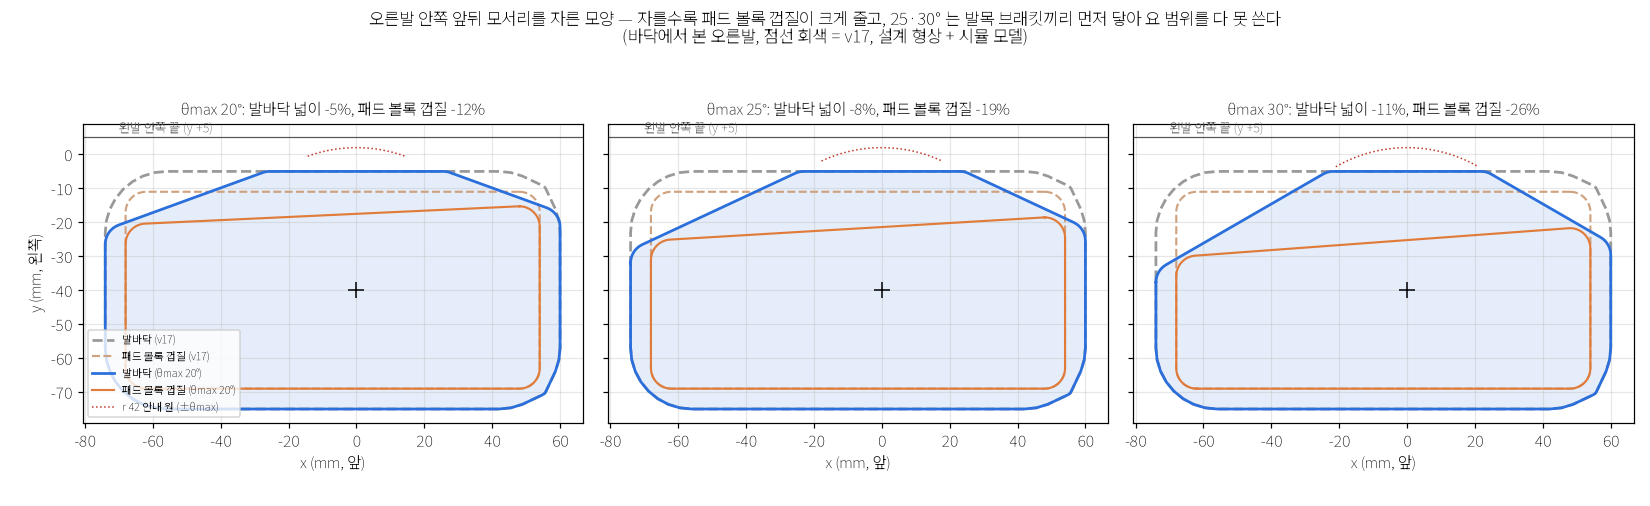 오른발 안쪽 앞뒤 모서리를 자른 모양 — 자를수록 패드 볼록 껍질이 크게 줄고, 25·30° 는 발목 브래킷끼리 먼저 닿아 요 범위를 다 못 쓴다
(바닥에서 본 오른발, 점선 회색 = v17, 설계 형상 + 시뮬 모델)
θmax 20°: 발바닥 넓이 -5%, 패드 볼록 껍질 -12%
θmax 25°: 발바닥 넓이 -8%, 패드 볼록 껍질 -19%
θmax 30°: 발바닥 넓이 -11%, 패드 볼록 껍질 -26%
왼발 안쪽 끝 (y +5)
왼발 안쪽 끝 (y +5)
왼발 안쪽 끝 (y +5)
0
-10
-20
-30
-40
-50
-60
-70
y (mm, 왼쪽)
발바닥 (v17)
패드 볼록 껍질 (v17)
발바닥 (θmax 20°)
패드 볼록 껍질 (θmax 20°)
r 42 안내 원 (±θmax)
-80 -60 -40 -20 0 20 40 60
-80 -60 -40 -20 0 20 40 60
-80 -60 -40 -20 0 20 40 60
x (mm, 앞)
x (mm, 앞)
x (mm, 앞)